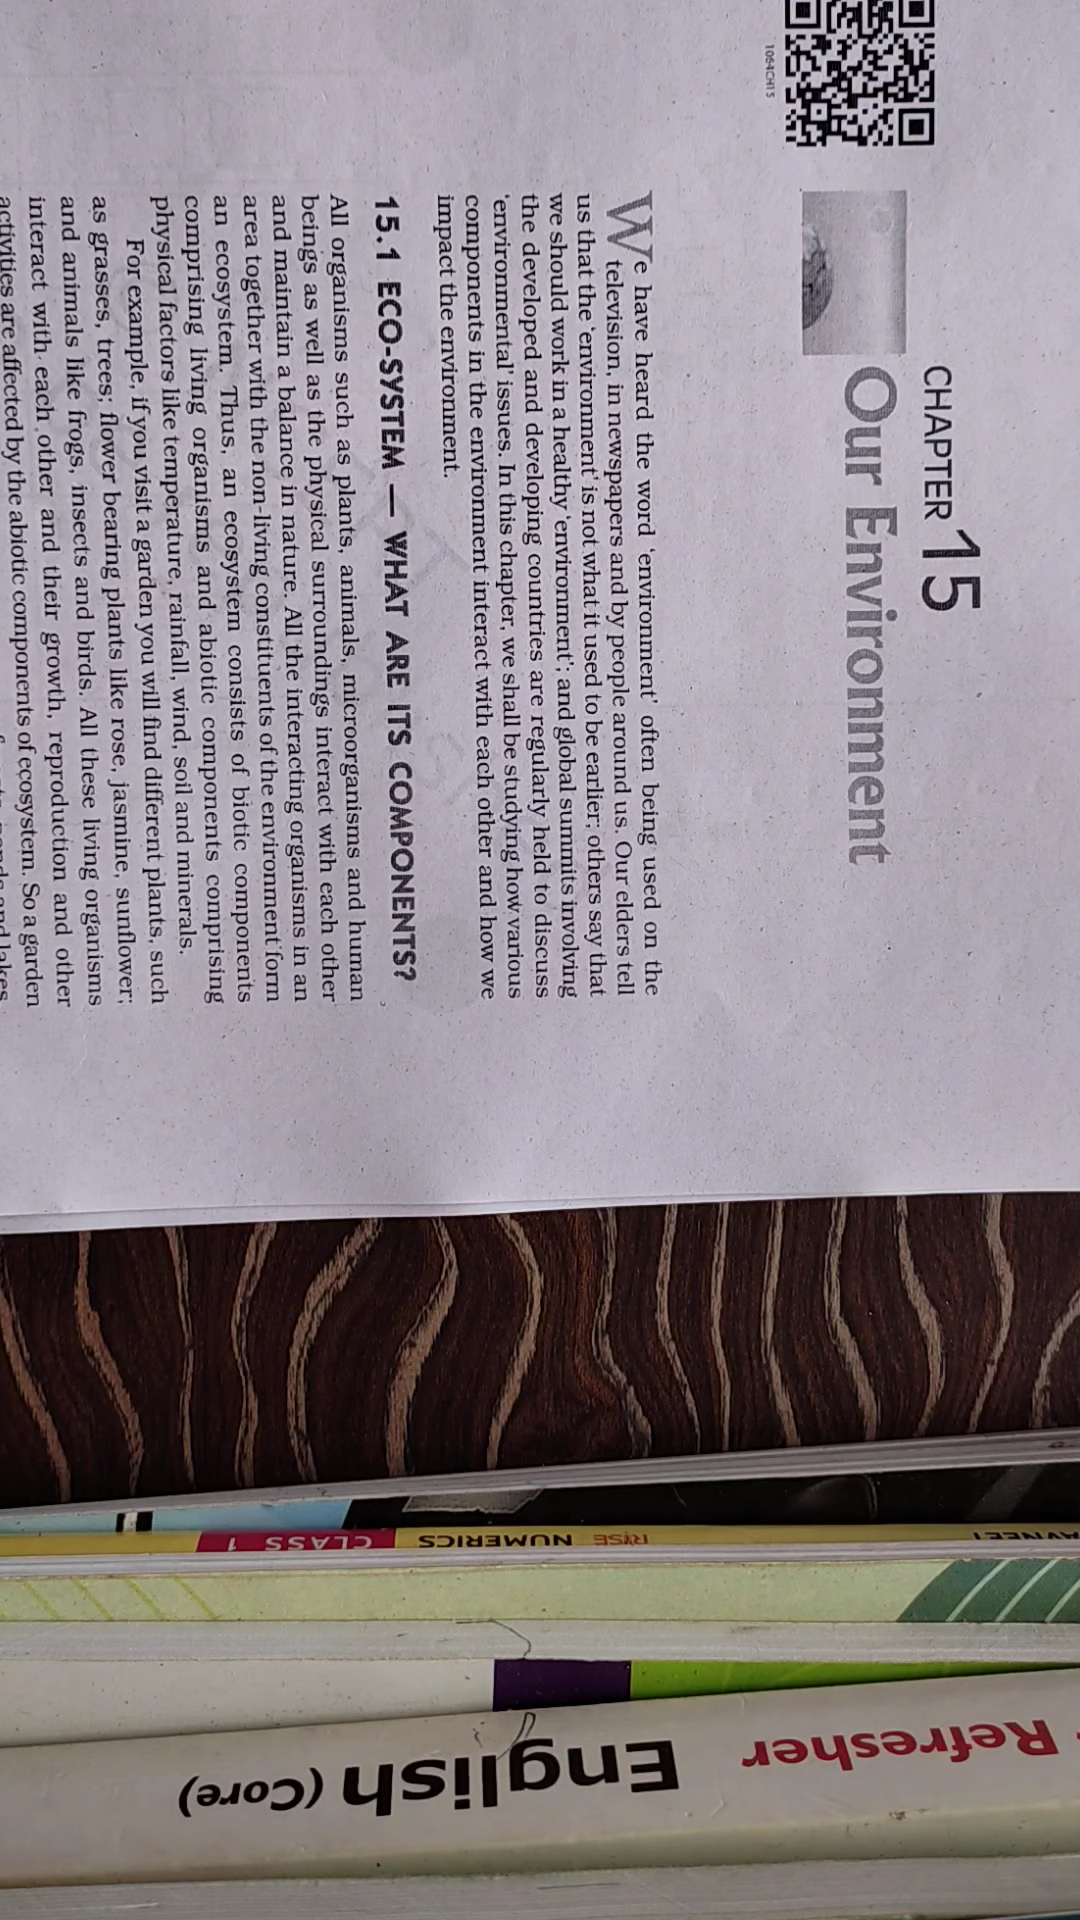 1064CH15
CHAPTER 15
Our Environment
We have heard the word 'environment' often being used on the
television, in newspapers and by people around us. Our elders tell
us that the 'environment' is not what it used to be earlier; others say that
we should work in a healthy 'environment'; and global summits involving
the developed and developing countries are regularly held to discuss
'environmental' issues. In this chapter, we shall be studying how various
components in the environment interact with each other and how we
impact the environment.
15.1 ECO-SYSTEM — WHAT ARE ITS COMPONENTS?
All organisms such as plants, animals, microorganisms and human
beings as well as the physical surroundings interact with each other
and maintain a balance in nature. All the interacting organisms in an
area together with the non-living constituents of the environment form
an ecosystem. Thus, an ecosystem consists of biotic components
comprising living organisms and abiotic components comprising
physical factors like temperature, rainfall, wind, soil and minerals.
For example, if you visit a garden you will find different plants, such
as grasses, trees; flower bearing plants like rose, jasmine, sunflower;
and animals like frogs, insects and birds. All these living organisms
interact with each other and their growth, reproduction and other
activities are affected by the abiotic components of ecosystem. So a garden
and lakes
RISE NUMERICS CLASS 1
Refresher English (Core)